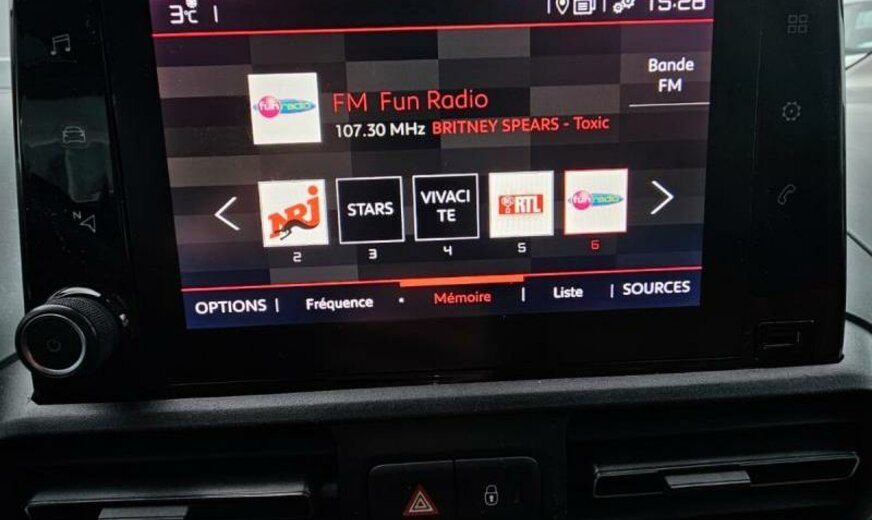 3°C |
15:28
Bande
FM
fun radio
FM Fun Radio
107.30 MHz BRITNEY SPEARS - Toxic
NRJ
STARS
VIVACI
TE
RTL
fun radio
2
3
4
5
6
OPTIONS | Fréquence • Mémoire | Liste | SOURCES
N